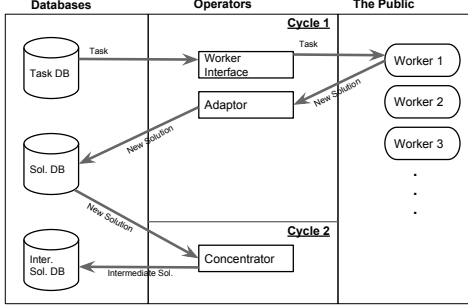 Databases
Operators
The Public
Cycle 1
Task
Task
Task DB
Worker
Interface
Worker 1
New Solution
Adaptor
Worker 2
New Solution
Worker 3
Sol. DB
.
.
.
New Solution
Cycle 2
Inter.
Sol. DB
Concentrator
Intermediate Sol.